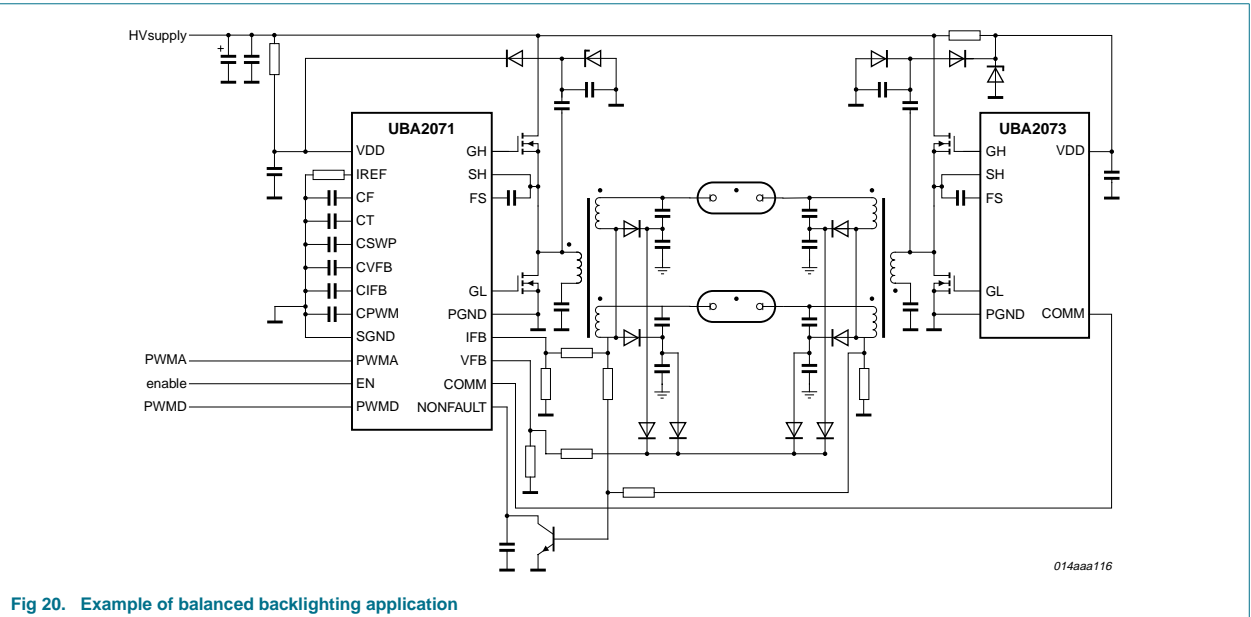 HVsupply
+
UBA2071
VDD
IREF
CF
CT
CSWP
CVFB
CIFB
CPWM
SGND
PWMA
EN
PWMD
GH
SH
FS
GL
PGND
IFB
VFB
COMM
NONFAULT
PWMA
enable
PWMD
UBA2073
GH
SH
FS
GL
PGND
VDD
COMM
014aaa116
Fig 20. Example of balanced backlighting application